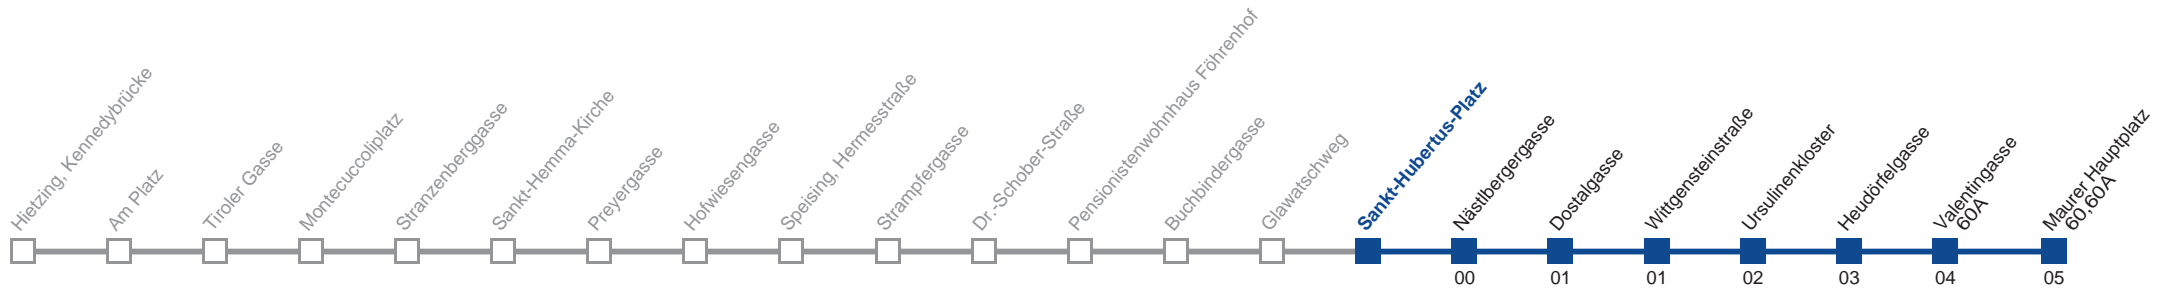 Hietzing, Kennedybrücke
Am Platz
Tiroler Gasse
Montecuccoliplatz
Stranzenberggasse
Sankt-Hemma-Kirche
Preyergasse
Hofwiesengasse
Speising, Hermesstraße
Strampfergasse
Dr.-Schober-Straße
Pensionistenwohnhaus Föhrenhof
Buchbindergasse
Glawatschweg
Sankt-Hubertus-Platz
Nästlbergergasse
Dostalgasse
Wittgensteinstraße
Ursulinenkloster
Heudörfelgasse
Valentingasse
60A
Maurer Hauptplatz
60,60A
00
01
01
02
03
04
05